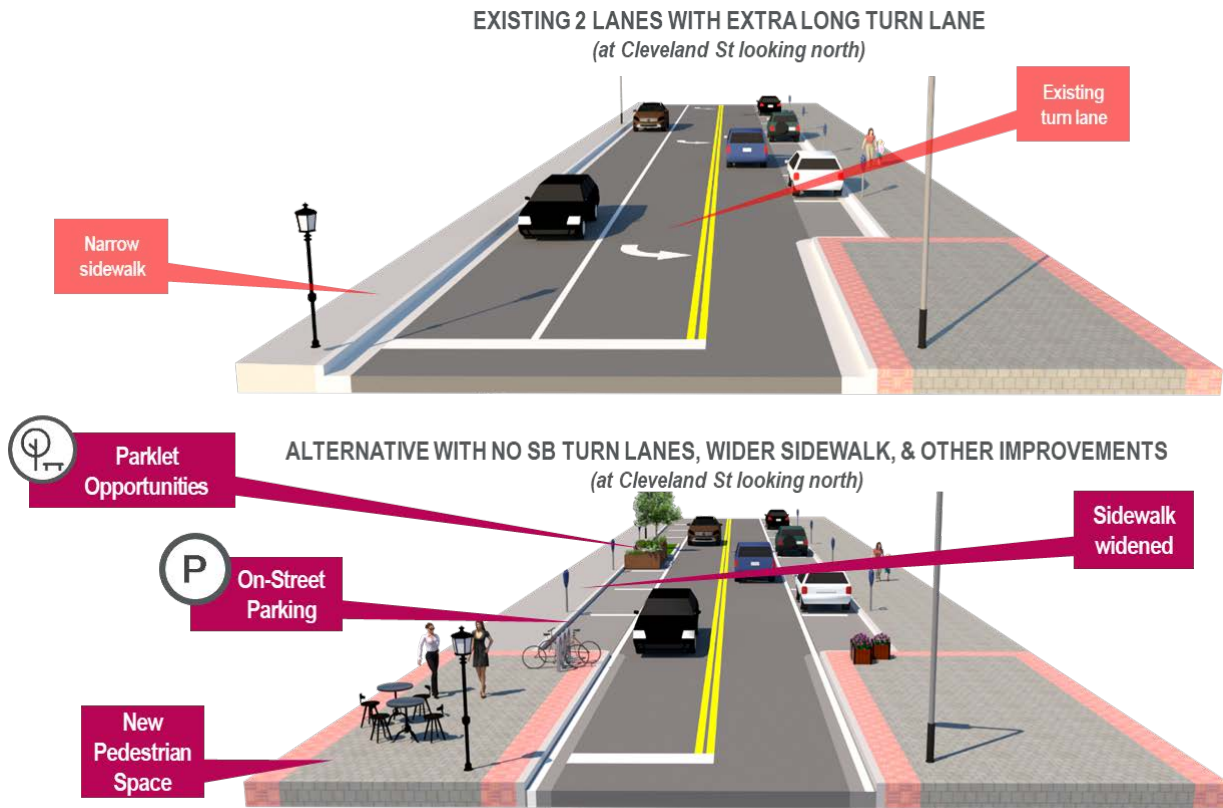 EXISTING 2 LANES WITH EXTRA LONG TURN LANE
(at Cleveland St looking north)
Existing
turn lane
Narrow
sidewalk
ALTERNATIVE WITH NO SB TURN LANES, WIDER SIDEWALK, & OTHER IMPROVEMENTS
(at Cleveland St looking north)
Parklet
Opportunities
Sidewalk
widened
P
On-Street
Parking
New
Pedestrian
Space